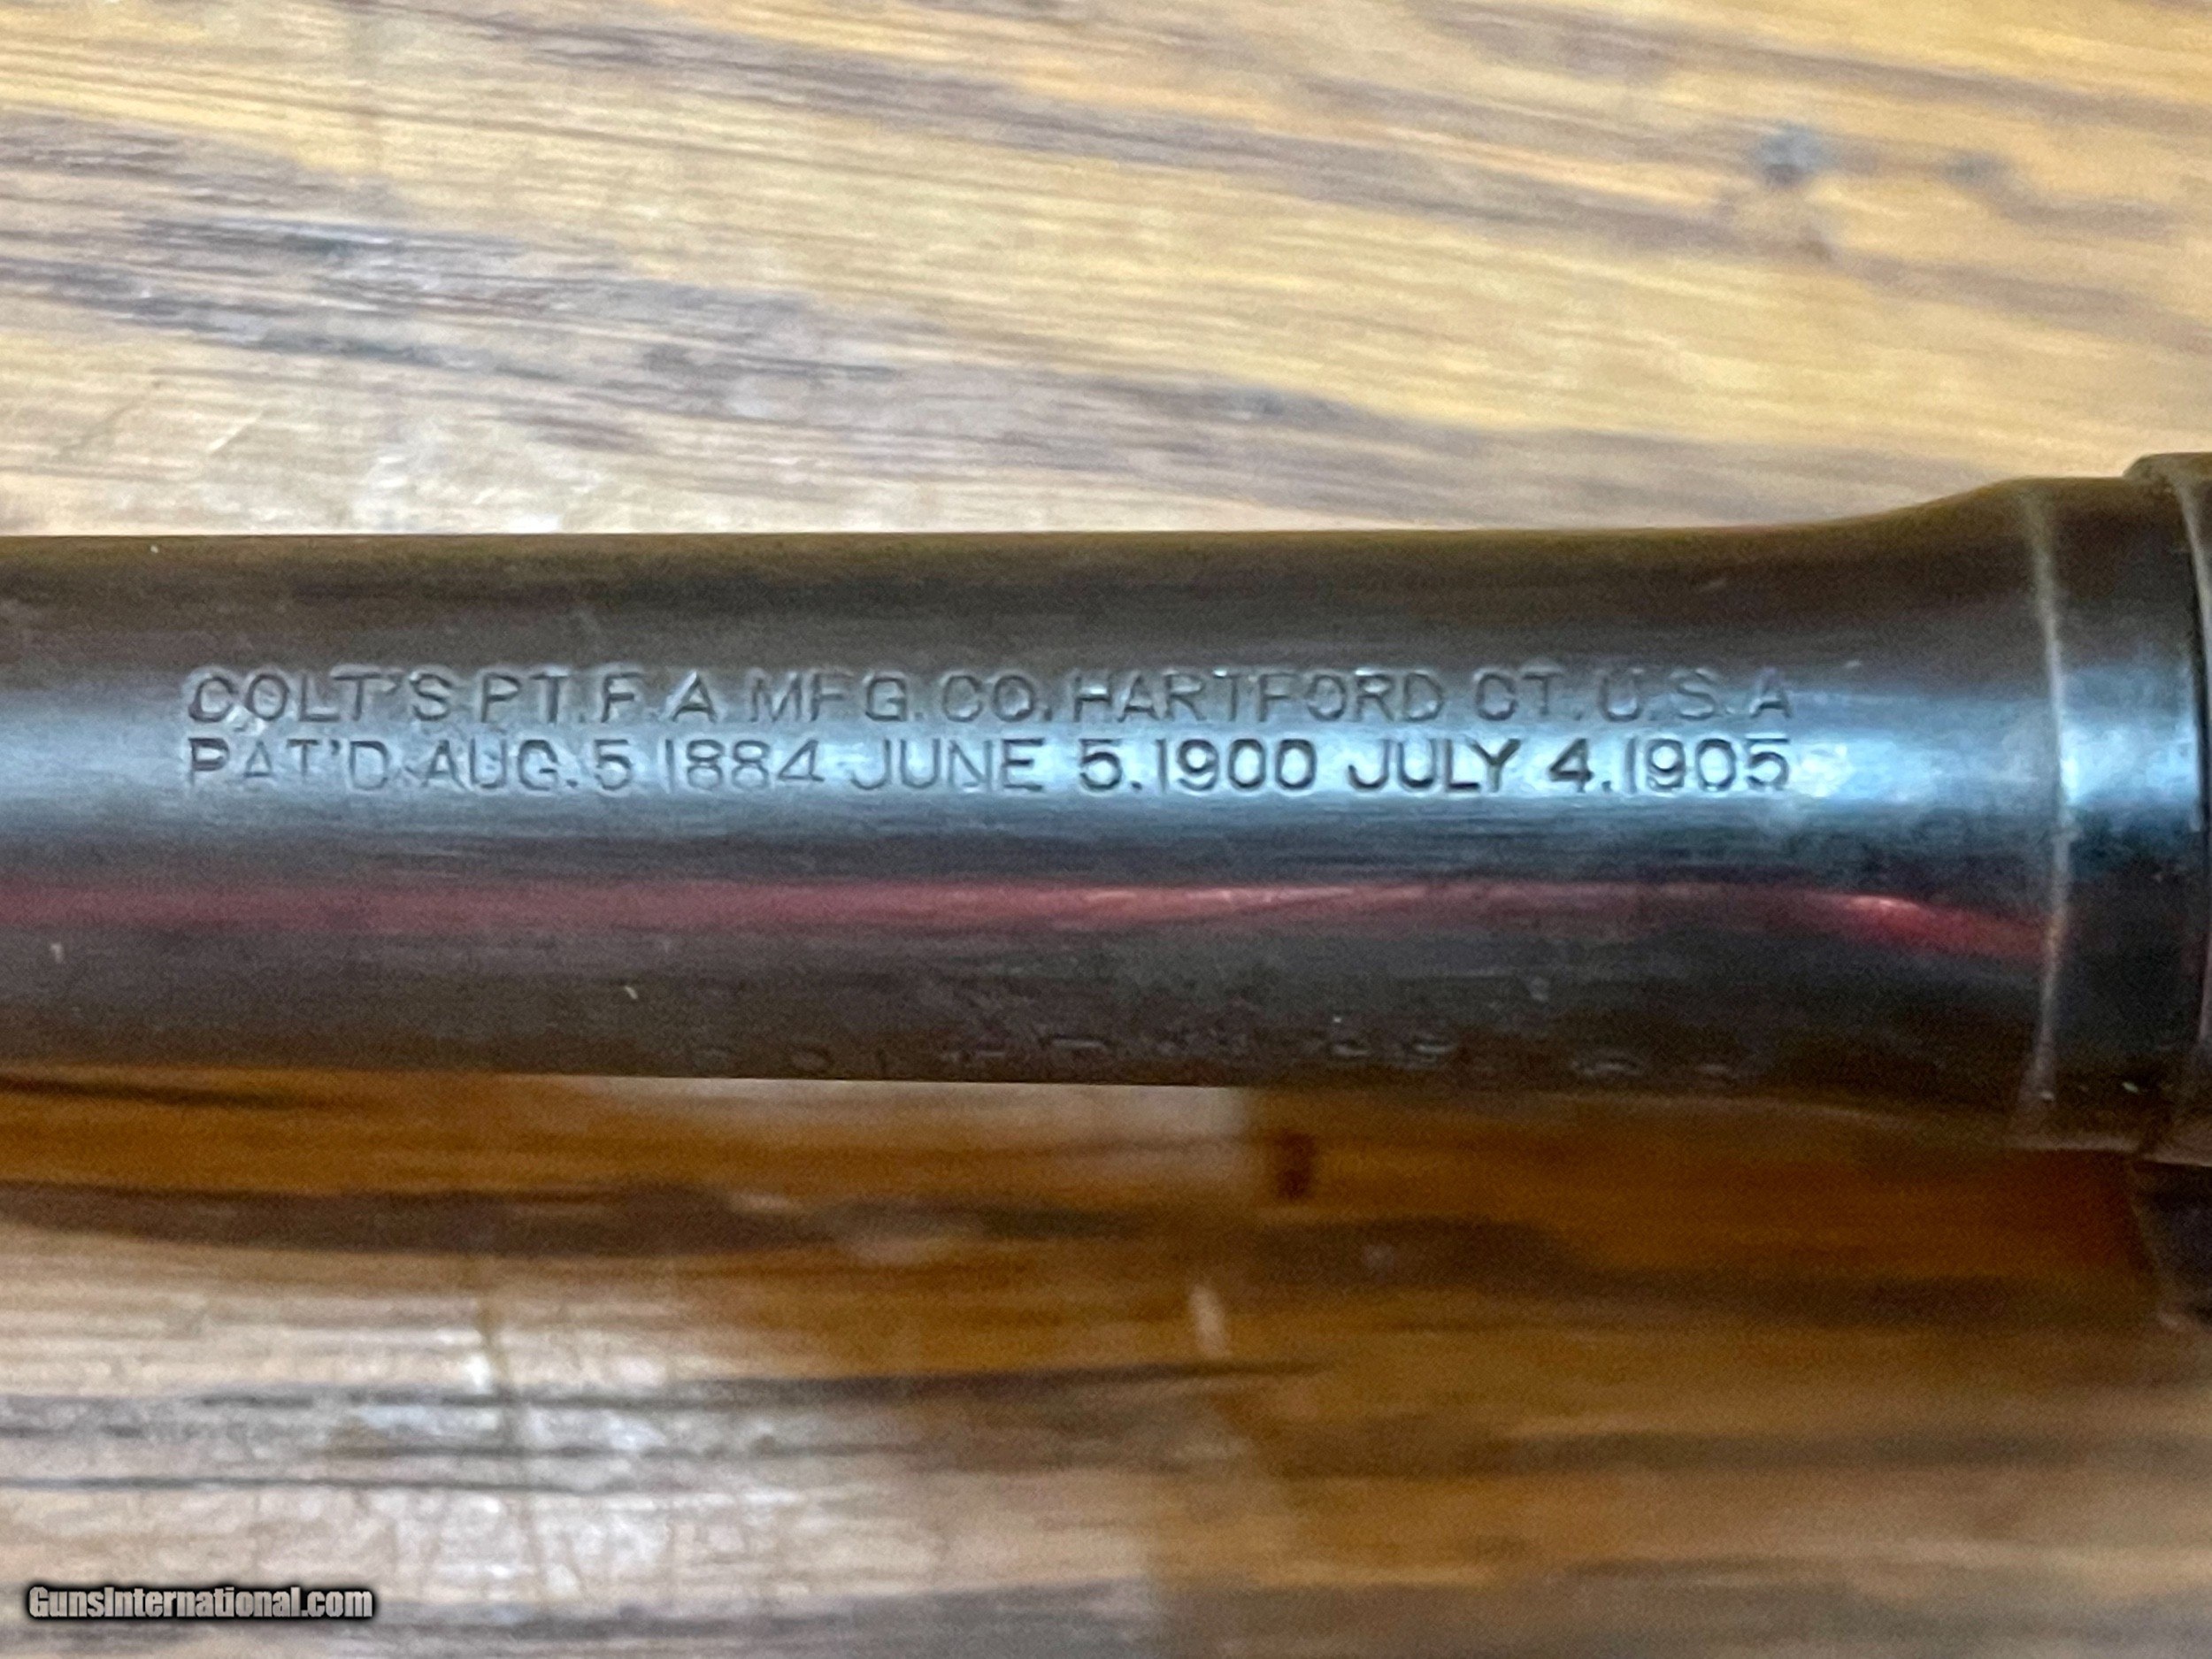 COLT'S PT. F. A. MFG. CO. HARTFORD CT. U.S.A
PAT'D. AUG. 5 1884 JUNE 5. 1900 JULY 4. 1905
GunsInternational.com